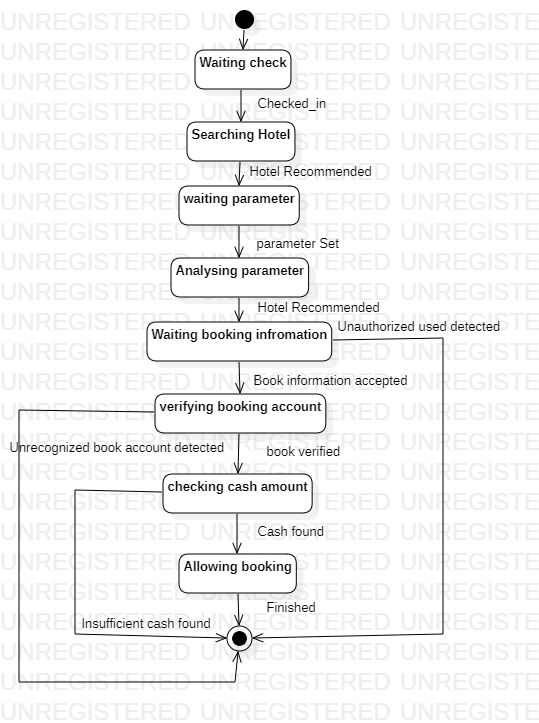 Waiting check
Checked_in
Searching Hotel
Hotel Recommended
waiting parameter
parameter Set
Analysing parameter
Hotel Recommended
Unauthorized used detected
Waiting booking infromation
Book information accepted
verifying booking account
Unrecognized book account detected
book verified
checking cash amount
Cash found
Allowing booking
Finished
Insufficient cash found
UNREGISTERED